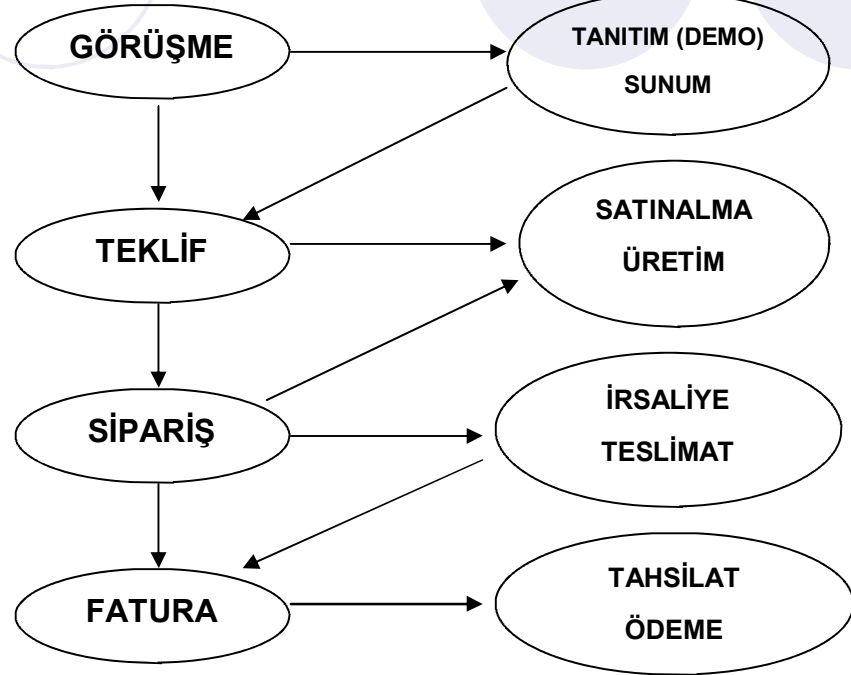 GÖRÜŞME
TANITIM (DEMO)
SUNUM
TEKLİF
SATINALMA
ÜRETİM
SİPARİŞ
İRSALİYE
TESLİMAT
FATURA
TAHSİLAT
ÖDEME